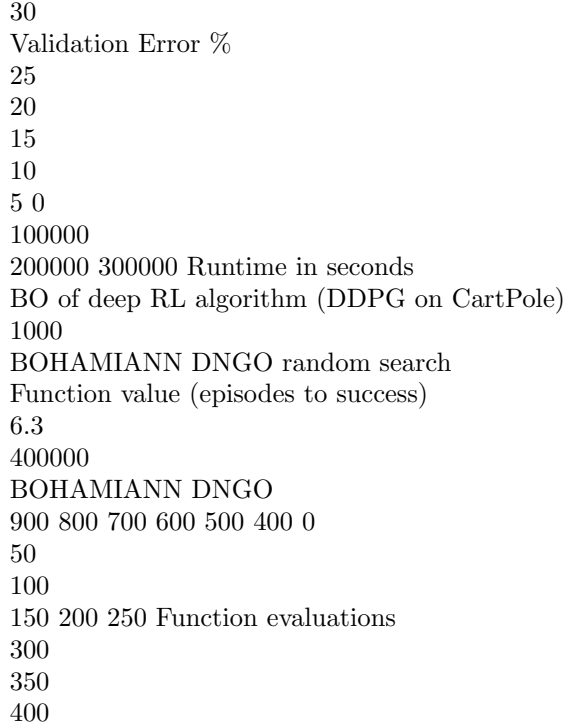 30
Validation Error %
25
20
15
10
5 0
100000
200000 300000 Runtime in seconds
BO of deep RL algorithm (DDPG on CartPole)
1000
BOHAMIANN DNGO random search
Function value (episodes to success)
6.3
400000
BOHAMIANN DNGO
900 800 700 600 500 400 0
50
100
150 200 250 Function evaluations
300
350
400